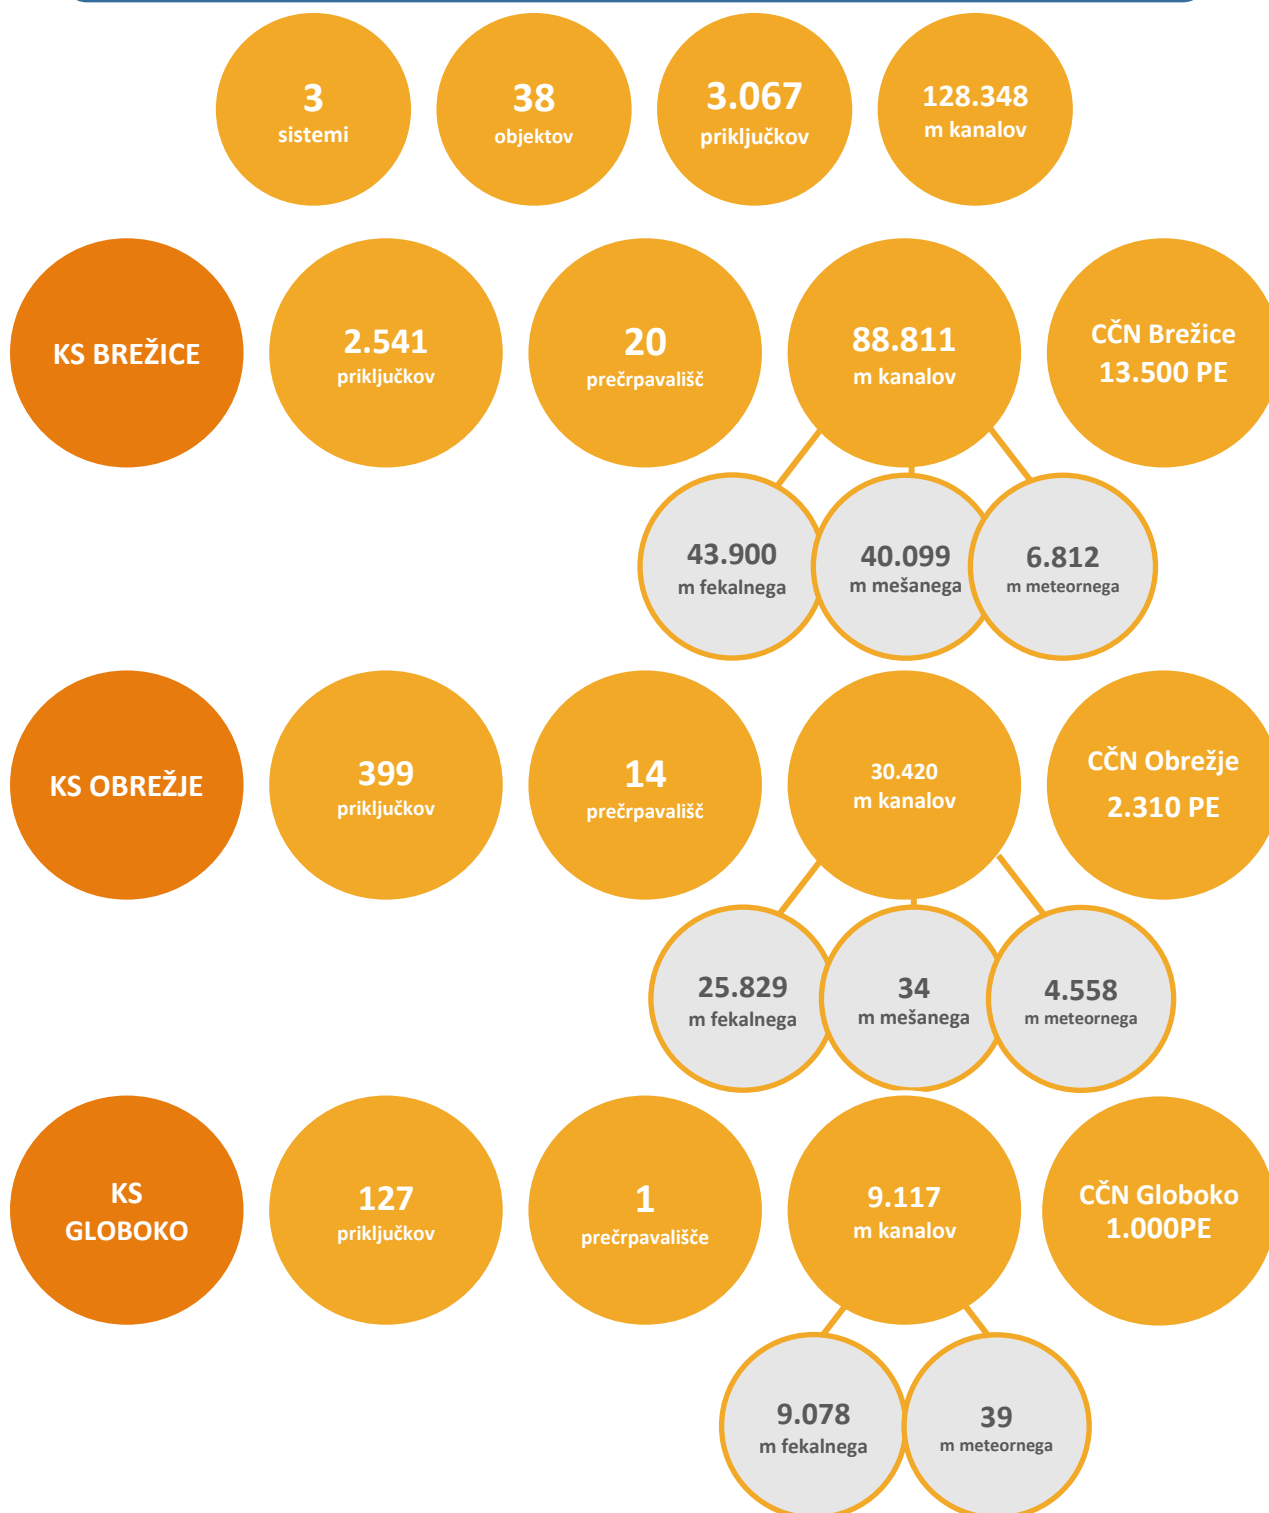 3
sistemi
38
objektov
3.067
priključkov
128.348
m kanalov
KS BREŽICE
2.541
priključkov
20
prečrpavališč
88.811
m kanalov
CČN Brežice
13.500 PE
43.900
m fekalnega
40.099
m mešanega
6.812
m meteornega
KS OBREŽJE
399
priključkov
14
prečrpavališč
30.420
m kanalov
CČN Obrežje
2.310 PE
25.829
m fekalnega
34
m mešanega
4.558
m meteornega
KS
GLOBOKO
127
priključkov
1
prečrpavališče
9.117
m kanalov
CČN Globoko
1.000PE
9.078
m fekalnega
39
m meteornega